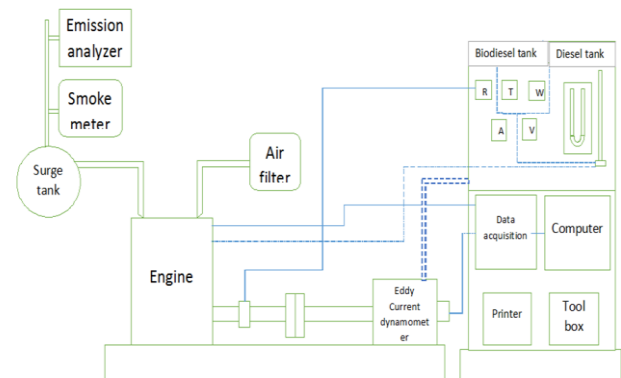 Emission
analyzer
Smoke
meter
Surge
tank
Air
filter
Engine
Eddy
Current
dynamomet
er
Biodiesel tank
Diesel tank
R
T
W
A
V
Data
acquisition
Computer
Printer
Tool
box